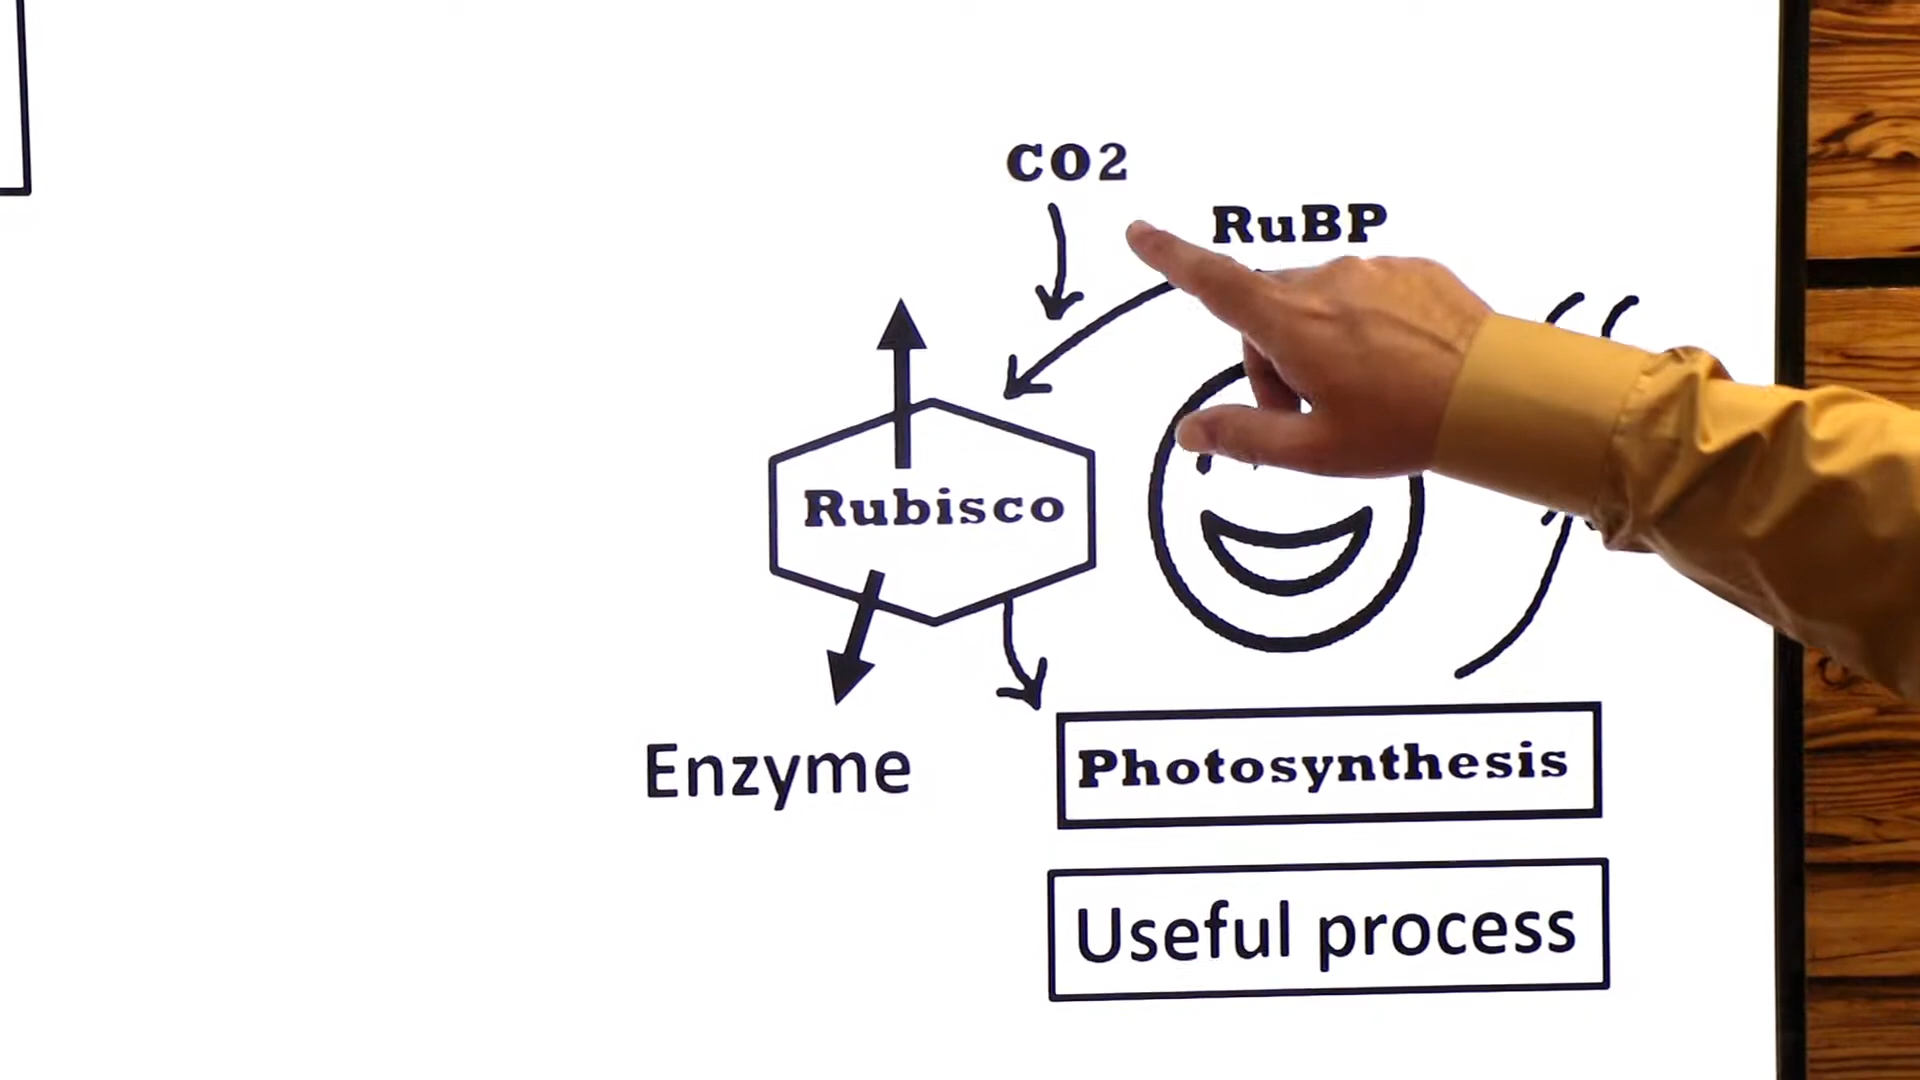 CO2
RuBP
Rubisco
Enzyme
Photosynthesis
Useful process